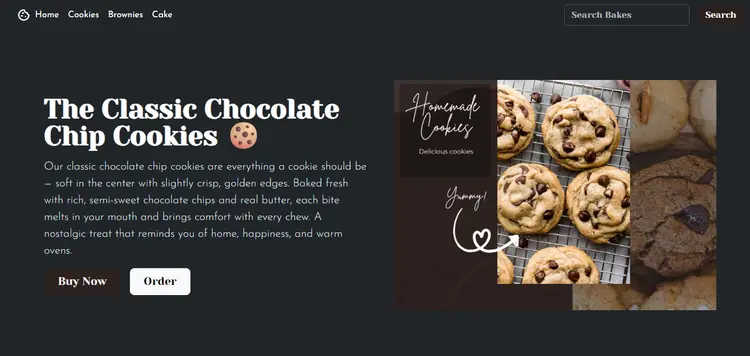 Home Cookies Brownies Cake
Search Bakes
Search
The Classic Chocolate
Chip Cookies 🍪
Our classic chocolate chip cookies are everything a cookie should be
— soft in the center with slightly crisp, golden edges. Baked fresh
with rich, semi-sweet chocolate chips and real butter, each bite
melts in your mouth and brings comfort with every chew. A
nostalgic treat that reminds you of home, happiness, and warm
ovens.
Buy Now
Order
Homemade
Cookies
Delicious cookies
Yummy!